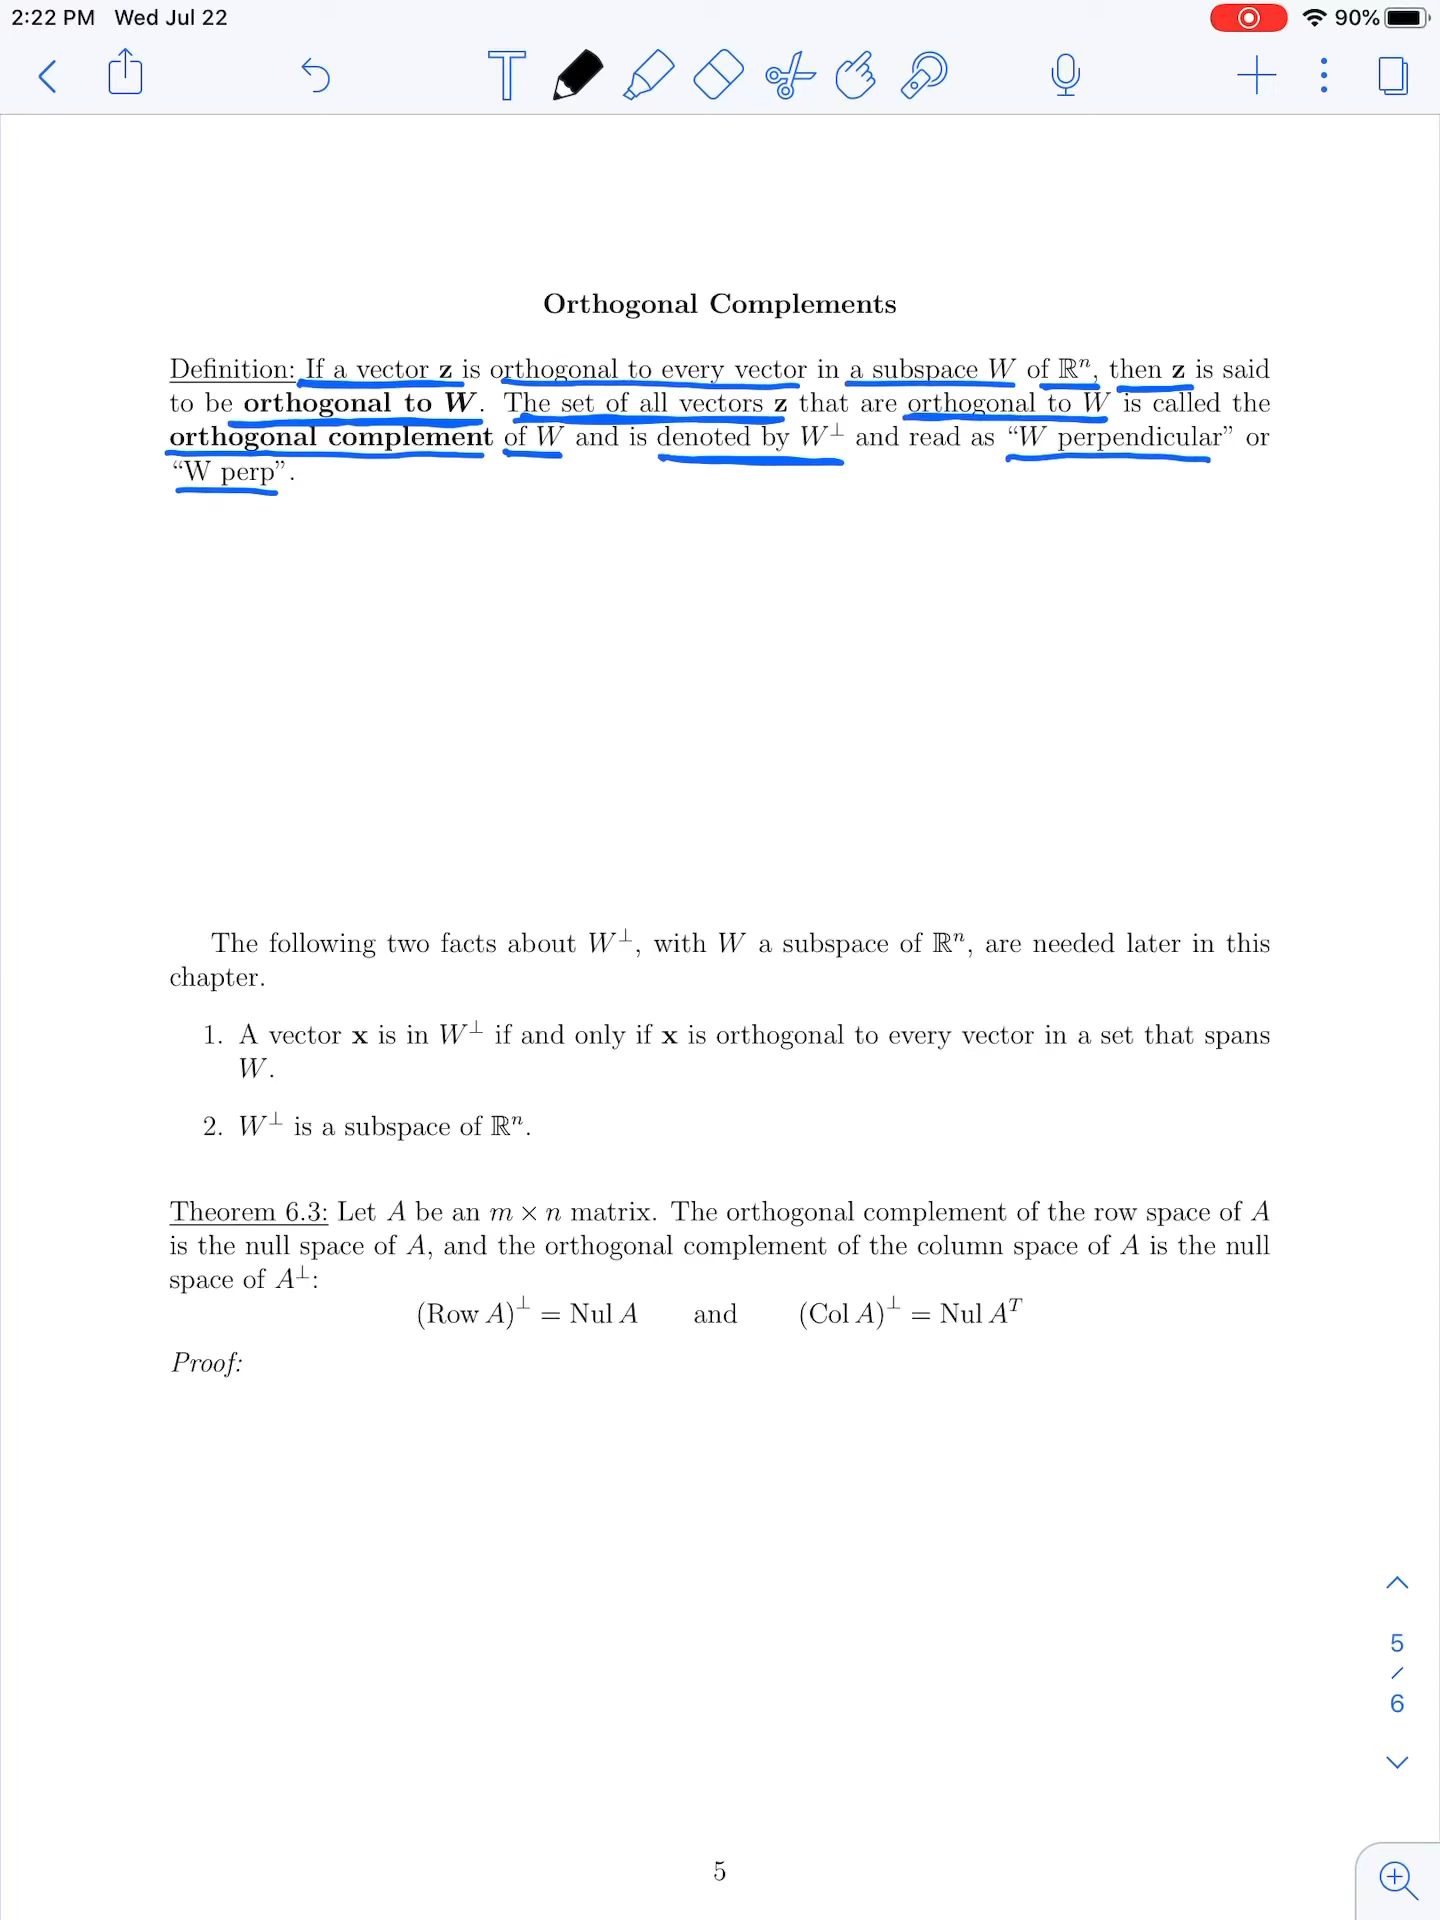 2:22 PM Wed Jul 22 90%
T
Orthogonal Complements
Definition: If a vector z is orthogonal to every vector in a subspace W of ℝⁿ, then z is said
to be orthogonal to W. The set of all vectors z that are orthogonal to W is called the
orthogonal complement of W and is denoted by W⊥ and read as “W perpendicular” or
“W perp”.
The following two facts about W⊥, with W a subspace of ℝⁿ, are needed later in this
chapter.
1. A vector x is in W⊥ if and only if x is orthogonal to every vector in a set that spans
W.
2. W⊥ is a subspace of ℝⁿ.
Theorem 6.3: Let A be an m × n matrix. The orthogonal complement of the row space of A
is the null space of A, and the orthogonal complement of the column space of A is the null
space of A⊥:
(Row A)⊥ = Nul A and (Col A)⊥ = Nul Aᵀ
Proof:
5
/
6
5